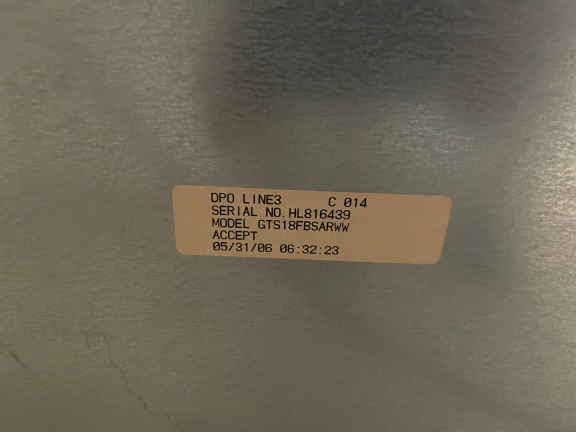 DPO LINE3 C 014
SERIAL NO.HL816439
MODEL GTS18FBSARWW
ACCEPT
05/31/06 06:32:23